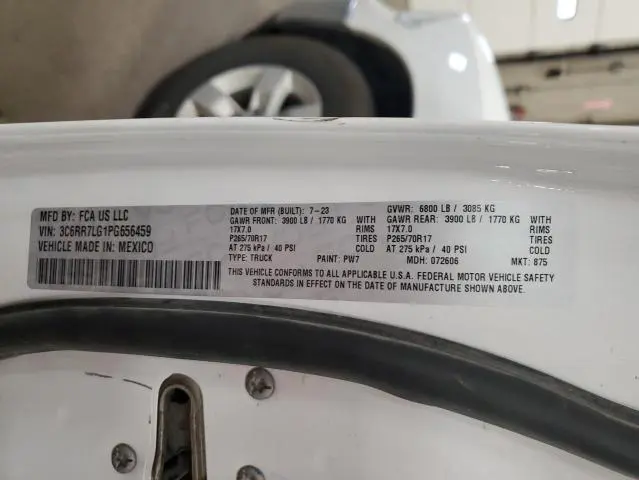 MFD BY: FCA US LLC
VIN: 3C6RR7LG1PG656459
VEHICLE MADE IN: MEXICO
DATE OF MFR (BUILT): 7-23 GVWR: 6800 LB / 3085 KG
GAWR FRONT: 3900 LB / 1770 KG WITH GAWR REAR: 3900 LB / 1770 KG WITH
17X7.0 RIMS 17X7.0 RIMS
P265/70R17 P265/70R17
AT 275 kPa / 40 PSI COLD AT 275 kPa / 40 PSI COLD
TYPE: TRUCK PAINT: PW7 MDH: 072606 MKT: 875
THIS VEHICLE CONFORMS TO ALL APPLICABLE U.S.A. FEDERAL MOTOR VEHICLE SAFETY
STANDARDS IN EFFECT ON THE DATE OF MANUFACTURE SHOWN ABOVE.